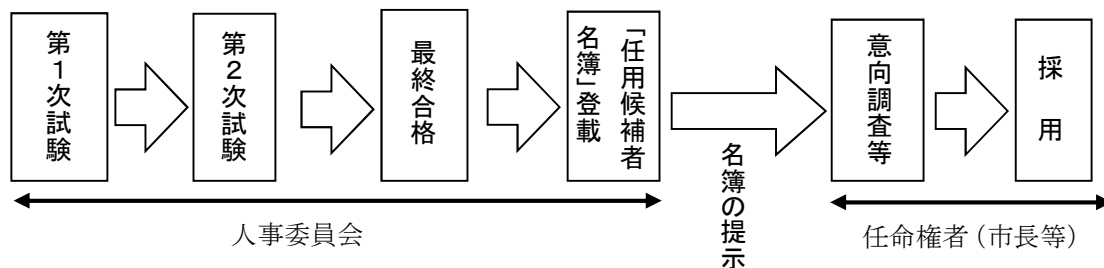 第１次試験
第２次試験
最終合格
「任用候補者
名簿」登載
名簿の提示
意向調査等
採用
人事委員会
任命権者（市長等）